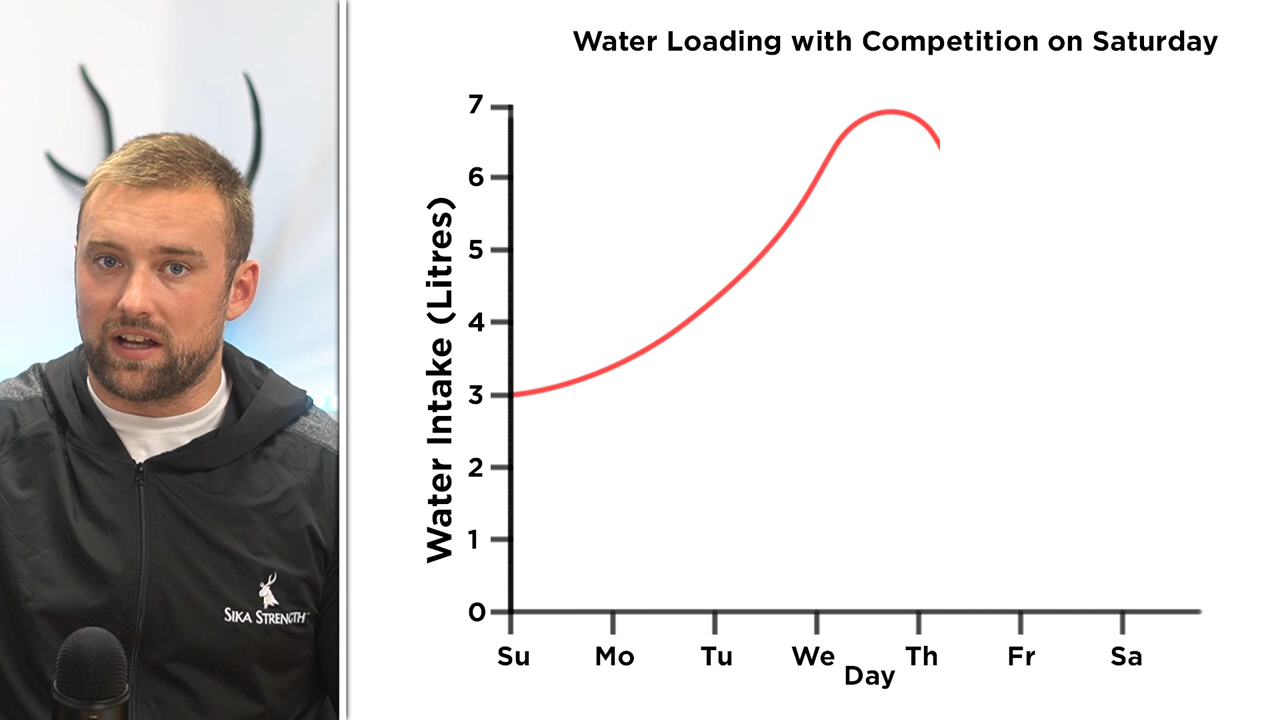 Water Loading with Competition on Saturday
7
6
5
4
3
2
1
0
Water Intake (Litres)
Su Mo Tu We Th Fr Sa
Day
SIKA STRENGTH